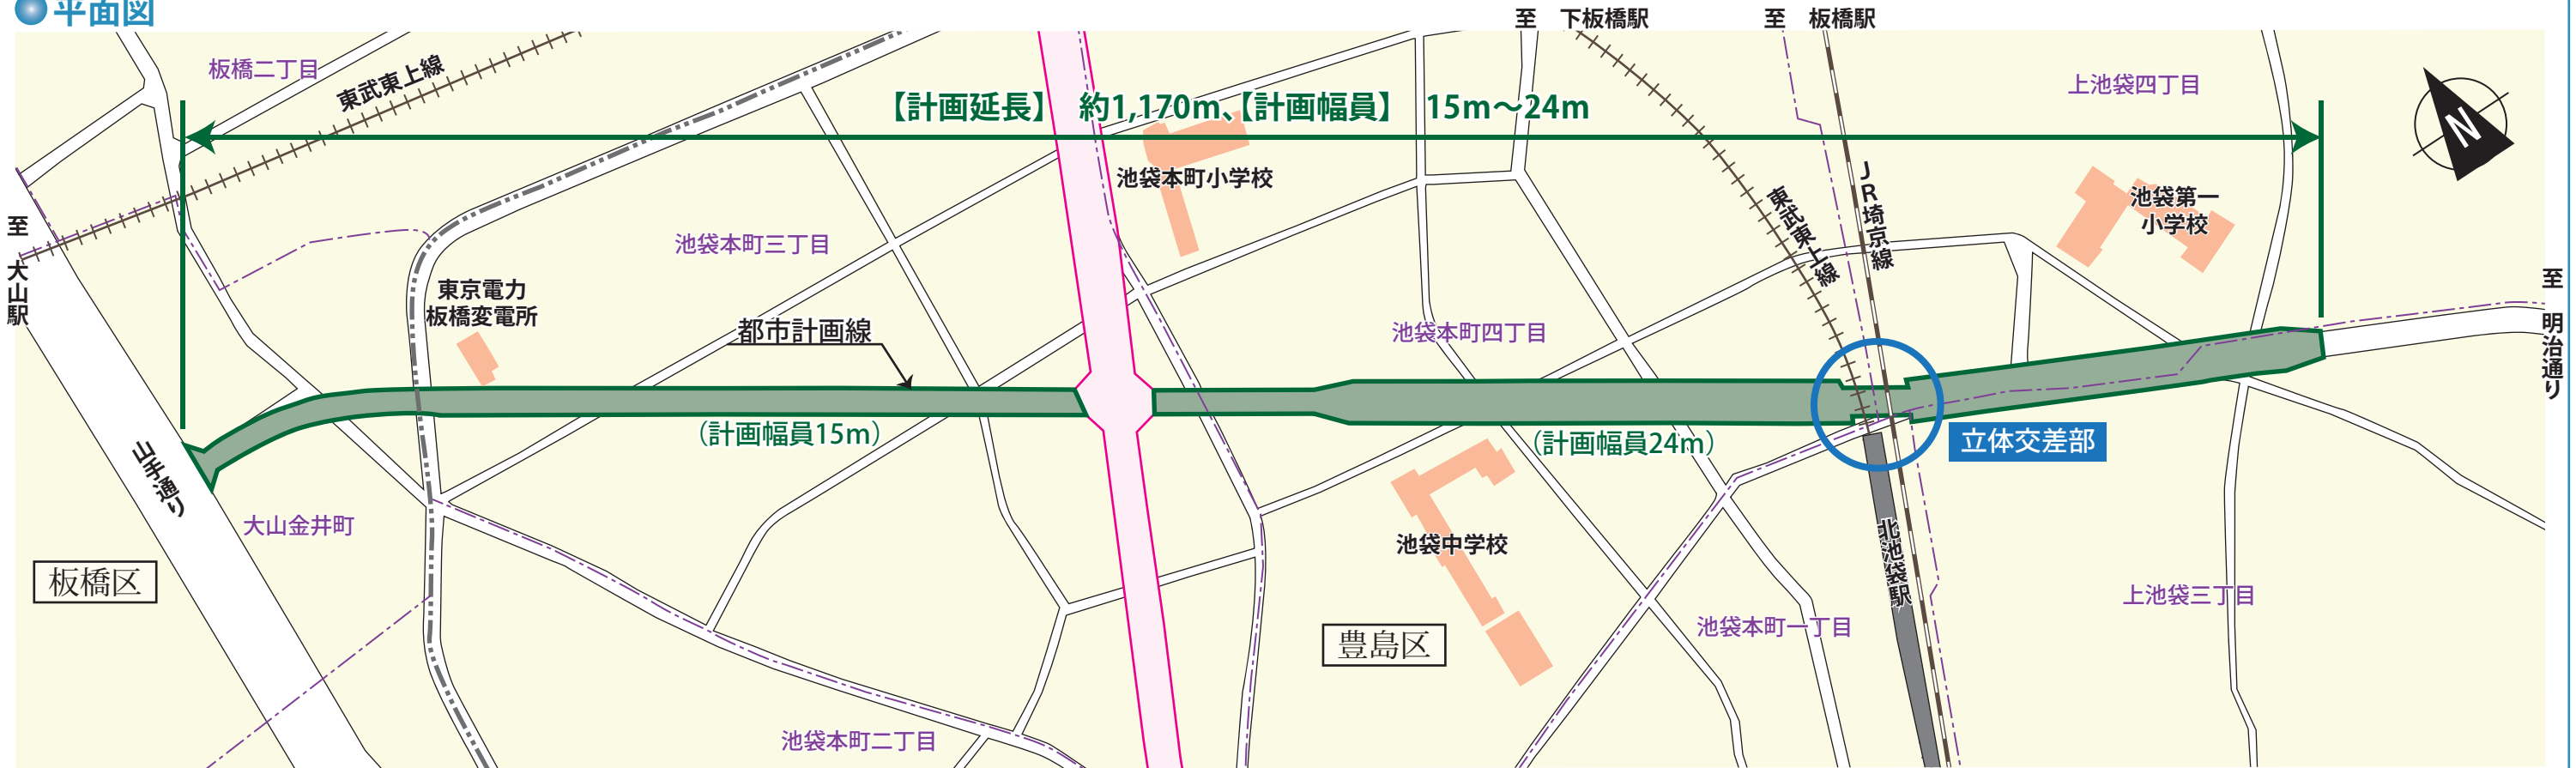 平面図
至 下板橋駅
至 板橋駅
板橋二丁目
東武東上線
上池袋四丁目
【計画延長】 約1,170m、【計画幅員】 15m～24m
N
池袋本町小学校
JR埼京線
東武東上線
池袋第一
小学校
至 大山駅
池袋本町三丁目
東京電力
板橋変電所
都市計画線
池袋本町四丁目
至 明治通り
（計画幅員15m）
（計画幅員24m）
立体交差部
山手通り
大山金井町
池袋中学校
北池袋駅
板橋区
上池袋三丁目
豊島区
池袋本町一丁目
池袋本町二丁目